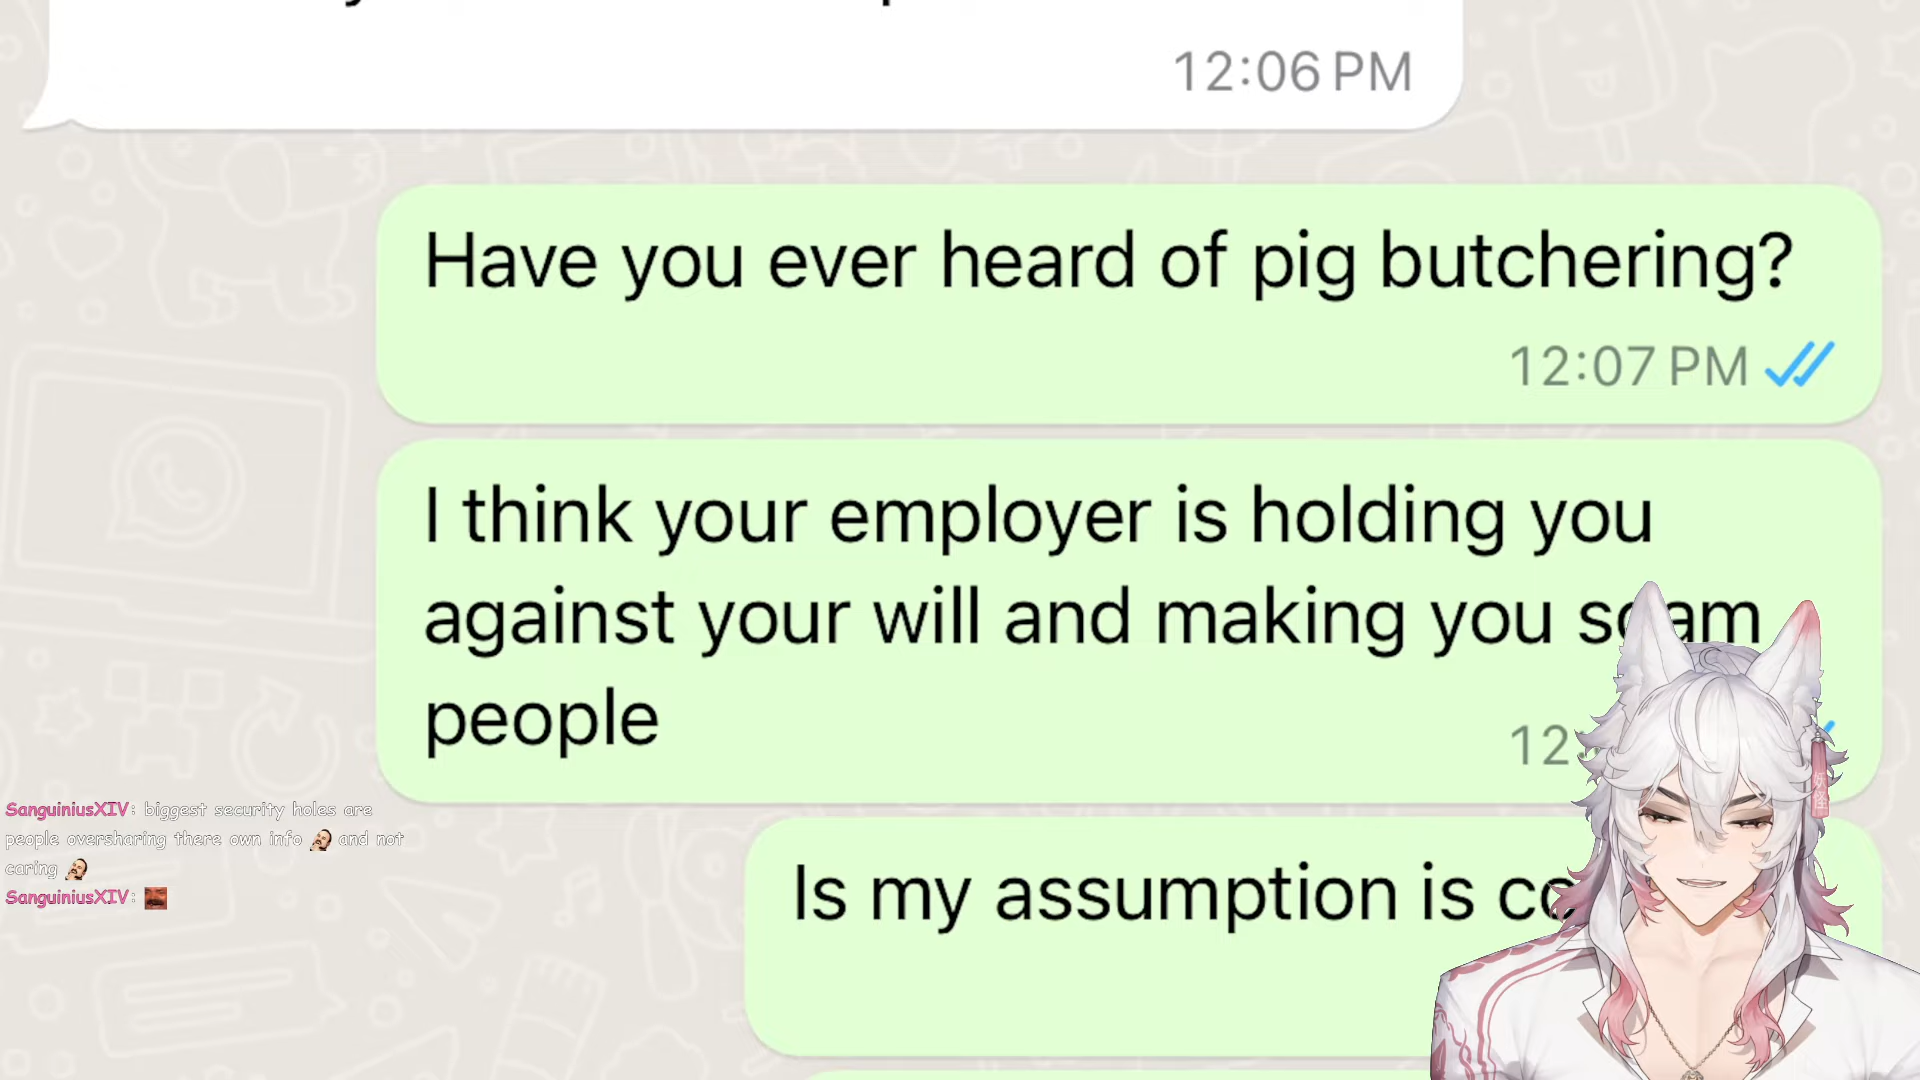 12:06 PM
Have you ever heard of pig butchering?
12:07 PM
I think your employer is holding you
against your will and making you scam
people
12:
Is my assumption is co
SanguiniusXIV: biggest security holes are
people oversharing there own info and not
caring
SanguiniusXIV: